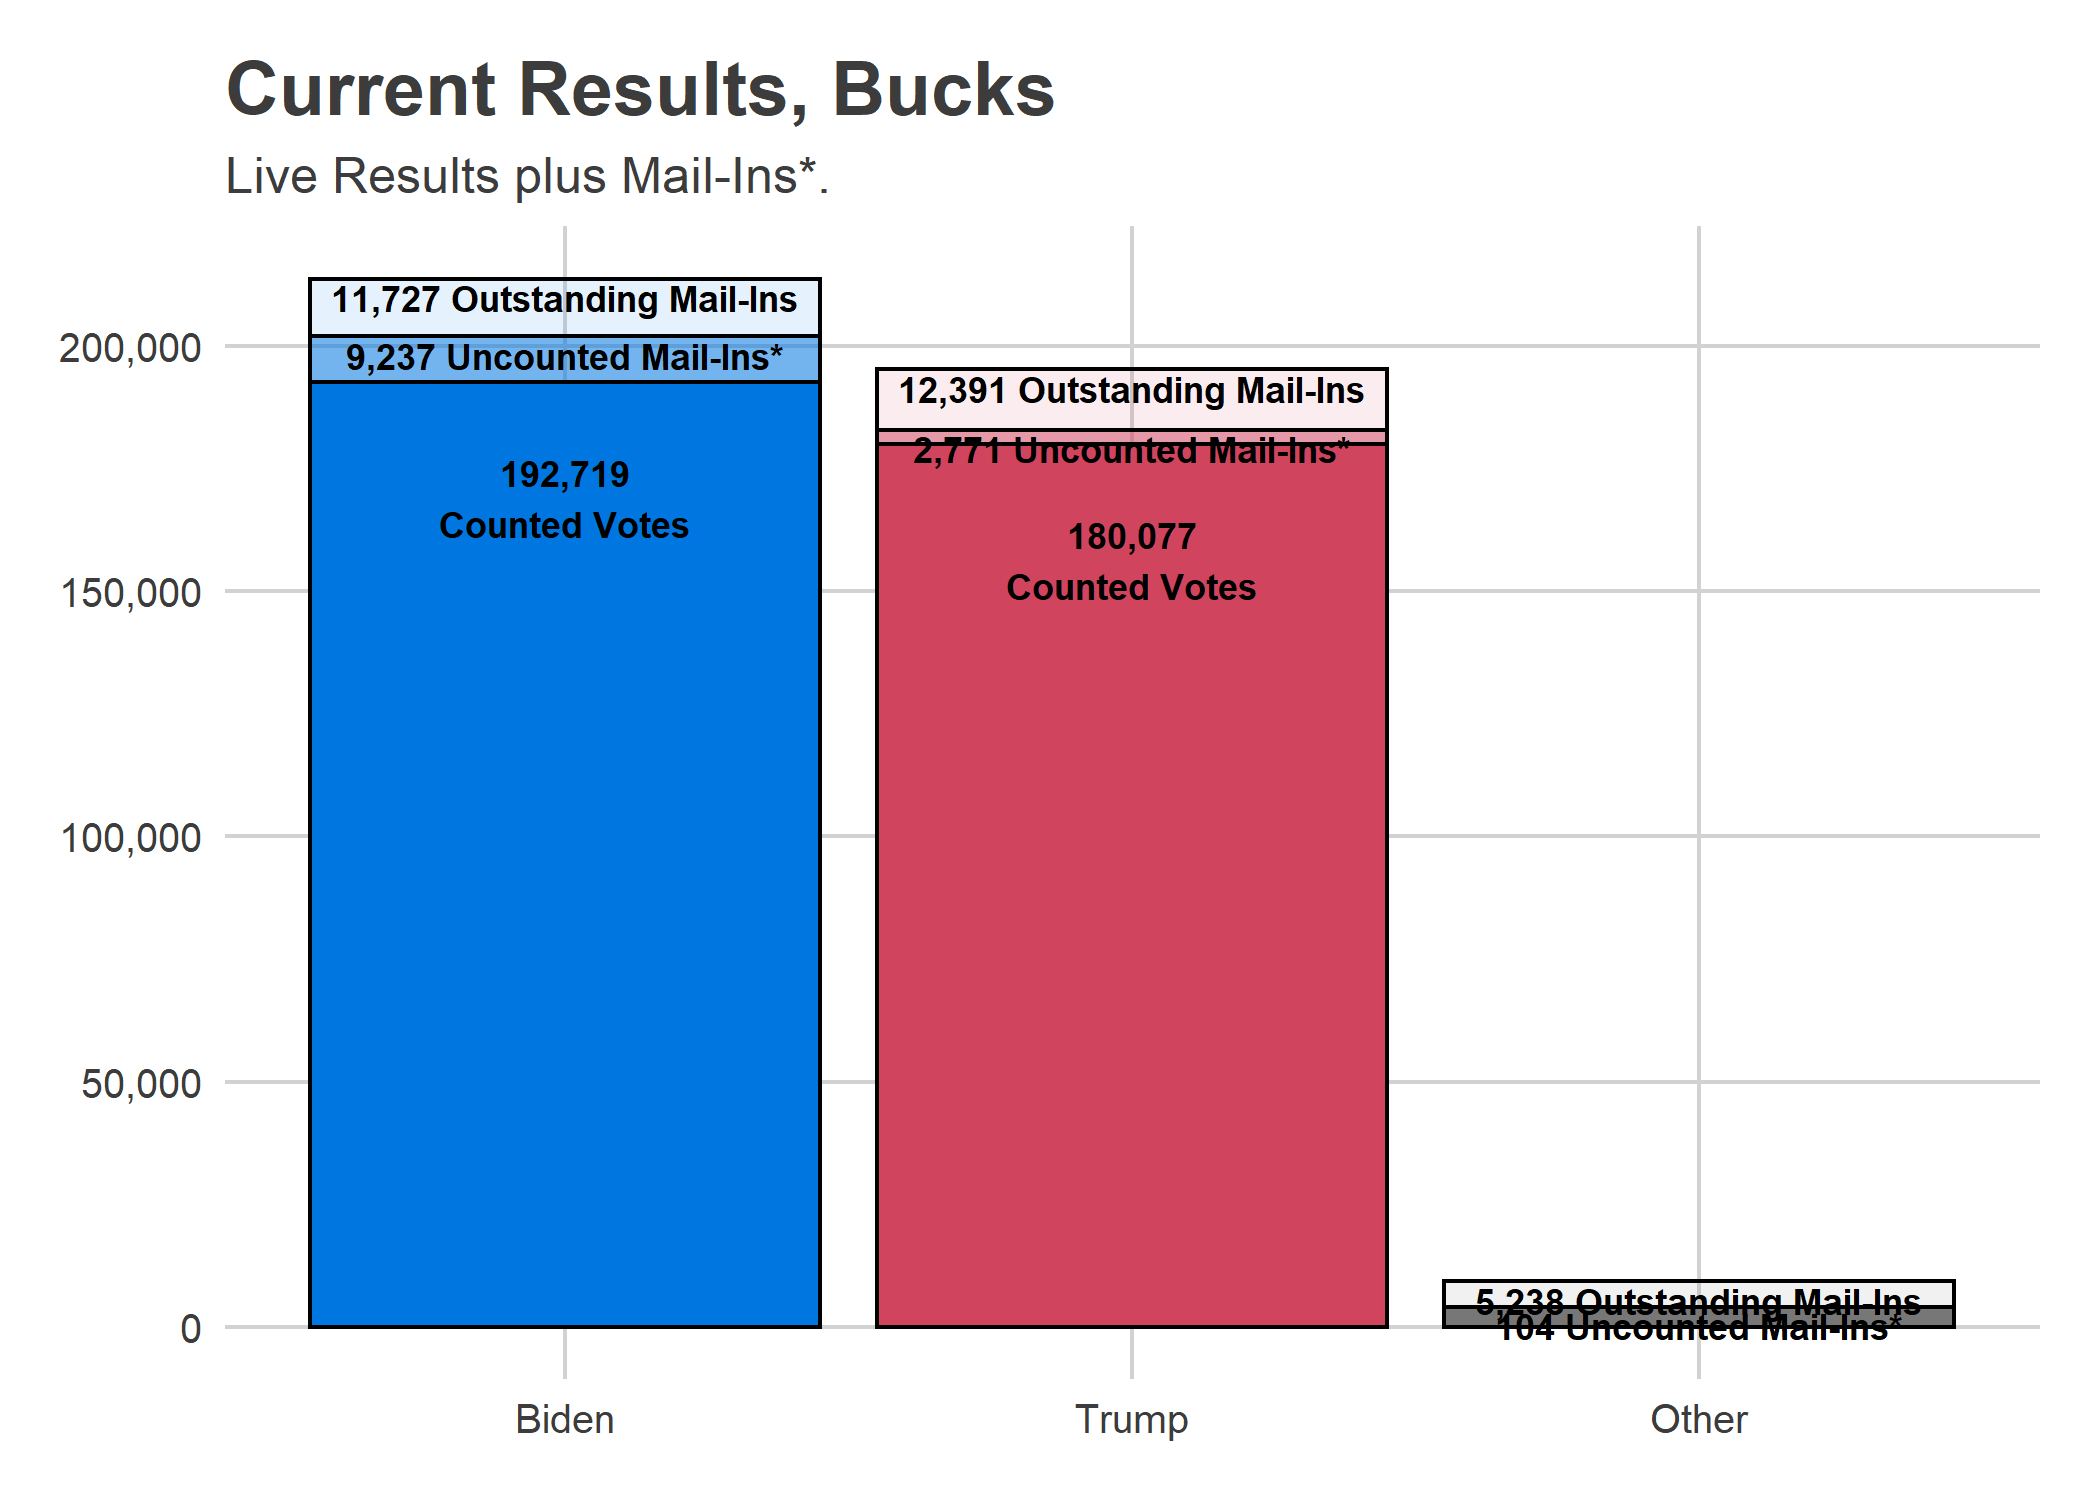 Current Results, Bucks
Live Results plus Mail-Ins*.
11,727 Outstanding Mail-Ins
200,000
9,237 Uncounted Mail-Ins*
12,391 Outstanding Mail-Ins
2,771 Uncounted Mail-Ins*
192,719
Counted Votes
180,077
Counted Votes
150,000
100,000
50,000
5,238 Outstanding Mail-Ins
104 Uncounted Mail-Ins*
0
Biden
Trump
Other